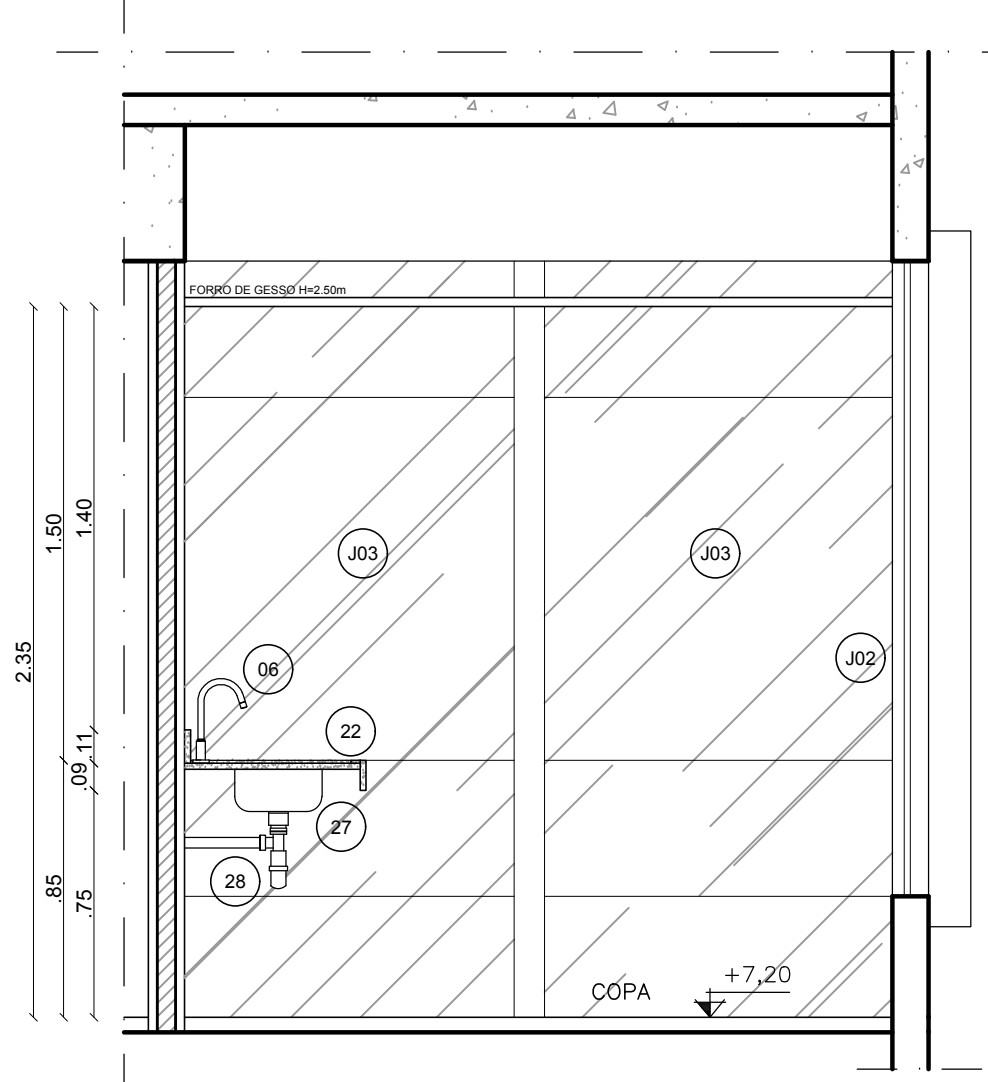 FORRO DE GESSO H=2.50m
J03
J03
J02
06
22
27
28
2.35
1.50
.85
1.40
.11
.09
.75
COPA
+7,20